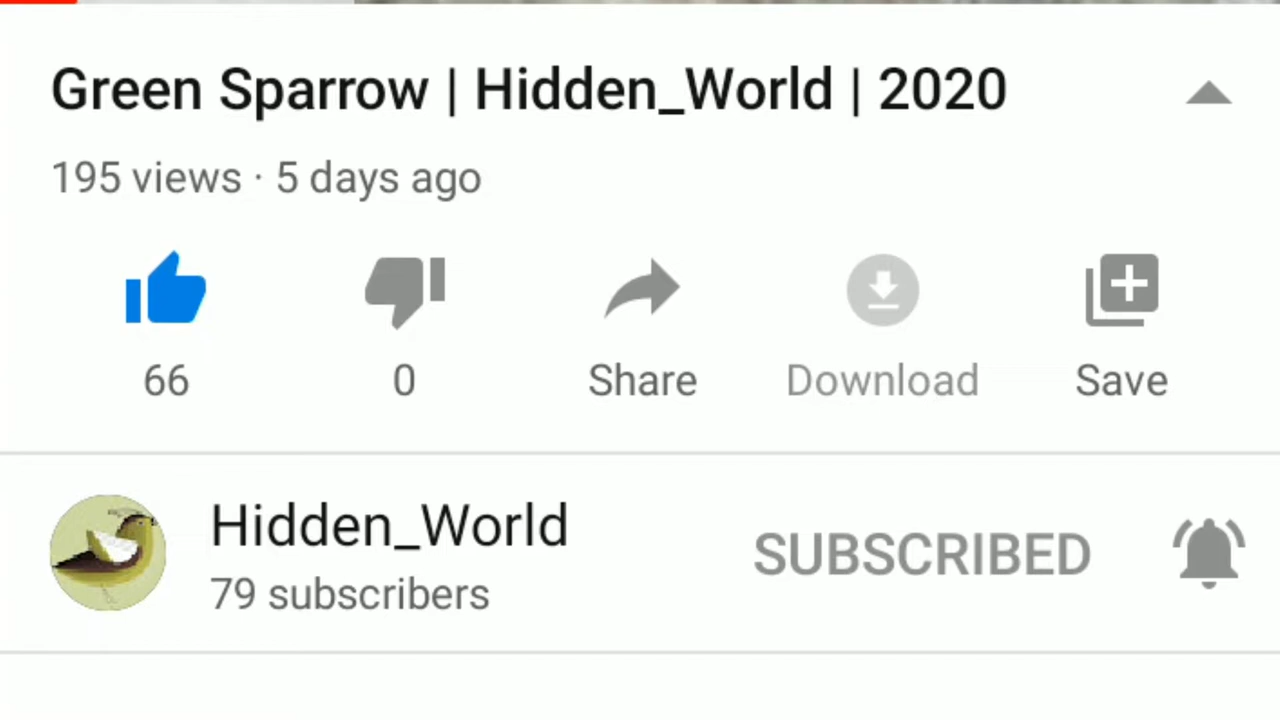 Green Sparrow | Hidden_World | 2020
195 views · 5 days ago
66 0 Share Download Save
Hidden_World
SUBSCRIBED
79 subscribers